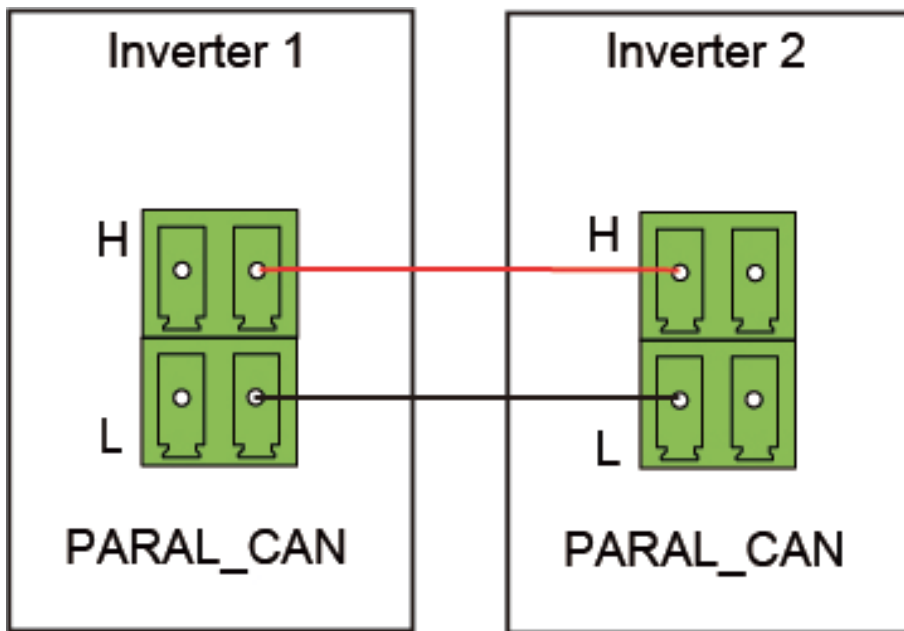 Inverter 1
H
L
PARAL_CAN
Inverter 2
H
L
PARAL_CAN